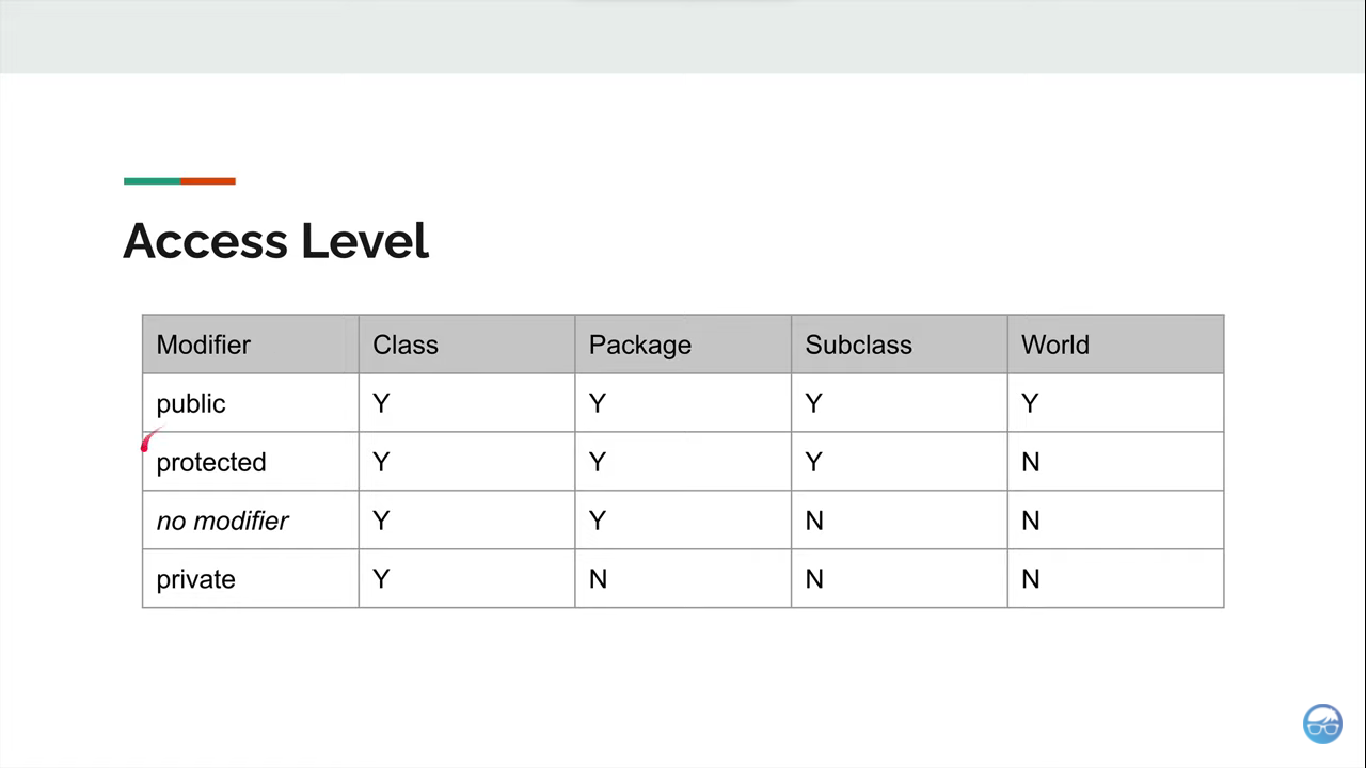 Access Level
Modifier Class Package Subclass World
public Y Y Y Y
protected Y Y Y N
no modifier Y Y N N
private Y N N N